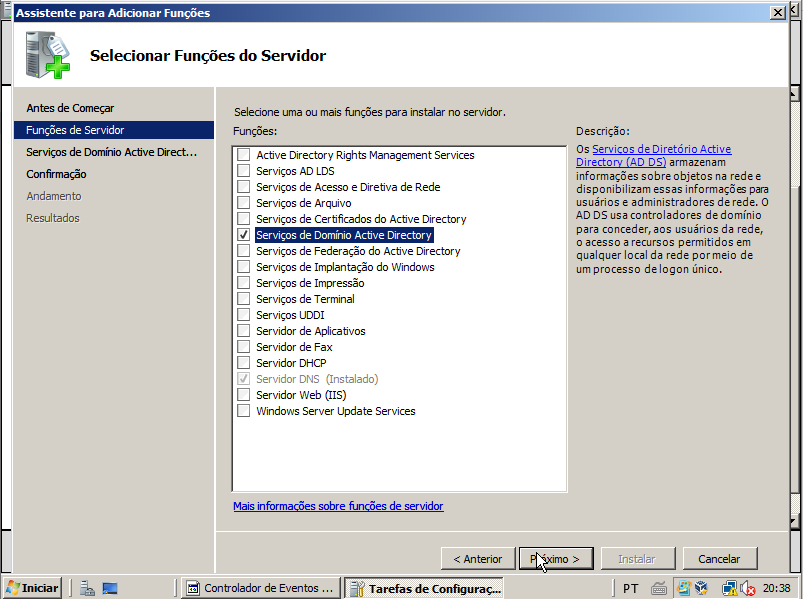 Assistente para Adicionar Funções
Selecionar Funções do Servidor
Antes de Começar
Funções de Servidor
Serviços de Domínio Active Direct...
Confirmação
Andamento
Resultados
Selecione uma ou mais funções para instalar no servidor.
Funções:
Active Directory Rights Management Services
Serviços AD LDS
Serviços de Acesso e Diretiva de Rede
Serviços de Arquivo
Serviços de Certificados do Active Directory
Serviços de Domínio Active Directory
Serviços de Federação do Active Directory
Serviços de Implantação do Windows
Serviços de Impressão
Serviços de Terminal
Serviços UDDI
Servidor de Aplicativos
Servidor de Fax
Servidor DHCP
Servidor DNS (Instalado)
Servidor Web (IIS)
Windows Server Update Services
Mais informações sobre funções de servidor
Descrição:
Os Serviços de Diretório Active
Directory (AD DS) armazenam
informações sobre objetos na rede e
disponibilizam essas informações para
usuários e administradores de rede. O
AD DS usa controladores de domínio
para conceder, aos usuários da rede,
o acesso a recursos permitidos em
qualquer local da rede por meio de
um processo de logon único.
< Anterior
Próximo >
Instalar
Cancelar
Iniciar
Controlador de Eventos ...
Tarefas de Configuraç...
PT
20:38